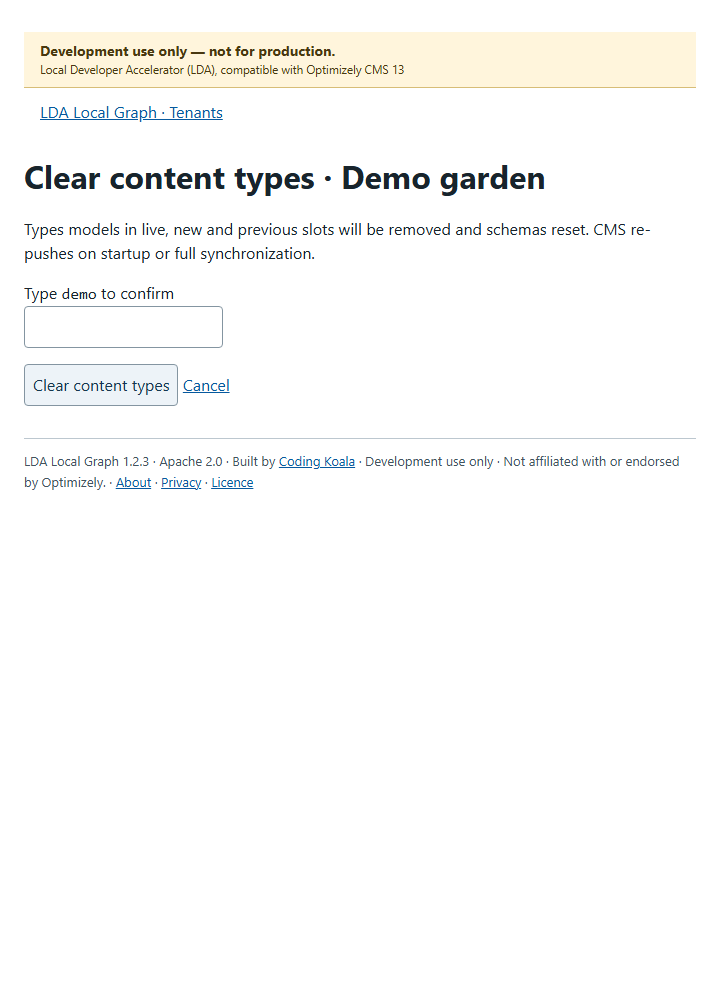 Development use only — not for production.
Local Developer Accelerator (LDA), compatible with Optimizely CMS 13
LDA Local Graph · Tenants
Clear content types · Demo garden
Types models in live, new and previous slots will be removed and schemas reset. CMS re-
pushes on startup or full synchronization.
Type demo to confirm
Clear content types Cancel
LDA Local Graph 1.2.3 · Apache 2.0 · Built by Coding Koala · Development use only · Not affiliated with or endorsed
by Optimizely. · About · Privacy · Licence